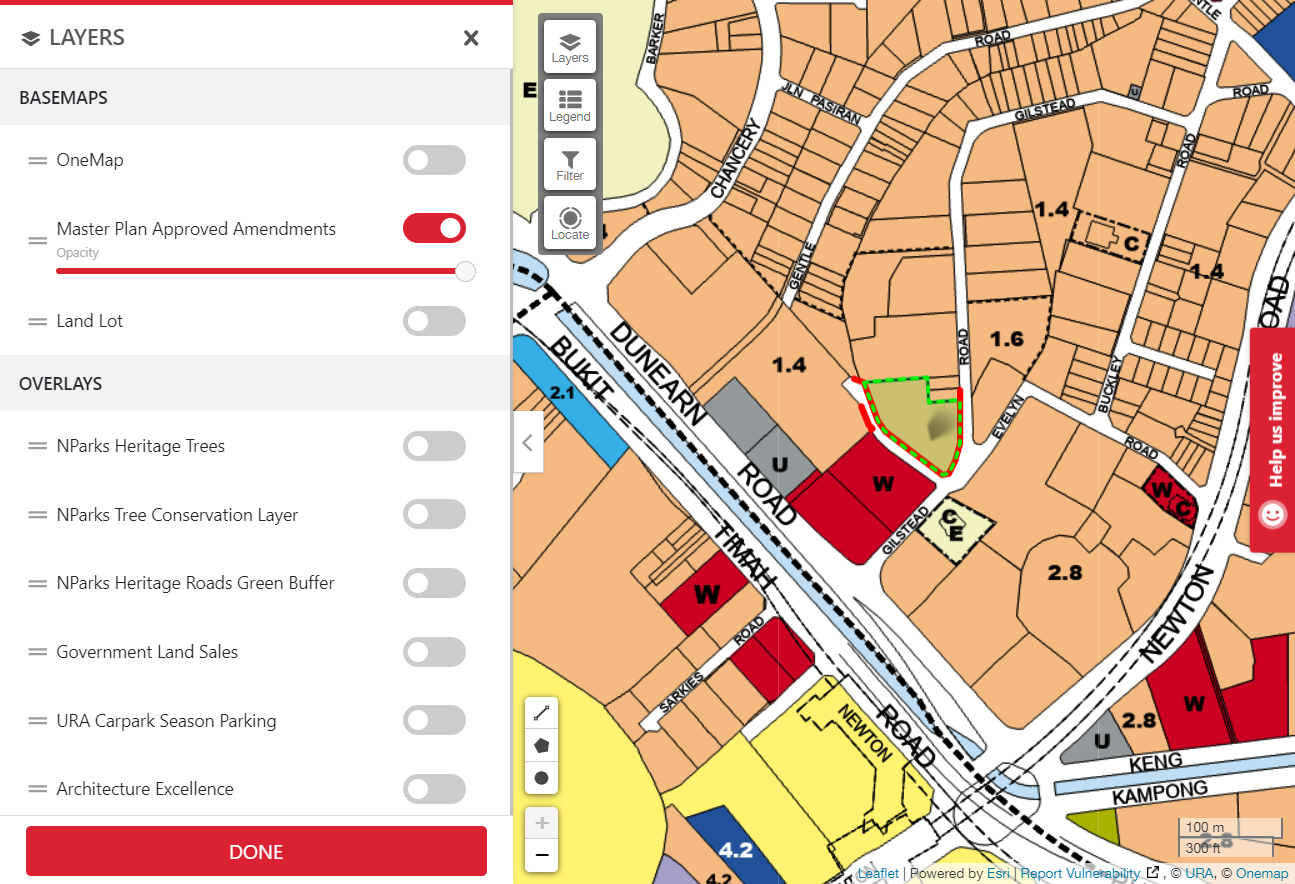 LAYERS
BASEMAPS
OneMap
Master Plan Approved Amendments
Opacity
Land Lot
OVERLAYS
NParks Heritage Trees
NParks Tree Conservation Layer
NParks Heritage Roads Green Buffer
Government Land Sales
URA Carpark Season Parking
Architecture Excellence
DONE
Layers
Legend
Filter
Locate
E
BARKER
ROAD
ROAD
JLN PASIRAN
U
GILSTEAD
CHANCERY
ROAD
1.4
C
1.4
GENTLE
ROAD
ROAD
1.6
DUNEARN
BUKIT
1.4
2.1
EVELYN
BUCKLEY
ROAD
Help us improve
U
W
W
C
ROAD
GILSTEAD
C
E
TIMAH
W
2.8
NEWTON
ROAD
SARKIES
NEWTON
ROAD
W
2.8
U
KENG
KAMPONG
4.2
4.2
2.8
100 m
300 ft
Leaflet | Powered by Esri | Report Vulnerability , © URA, © Onemap